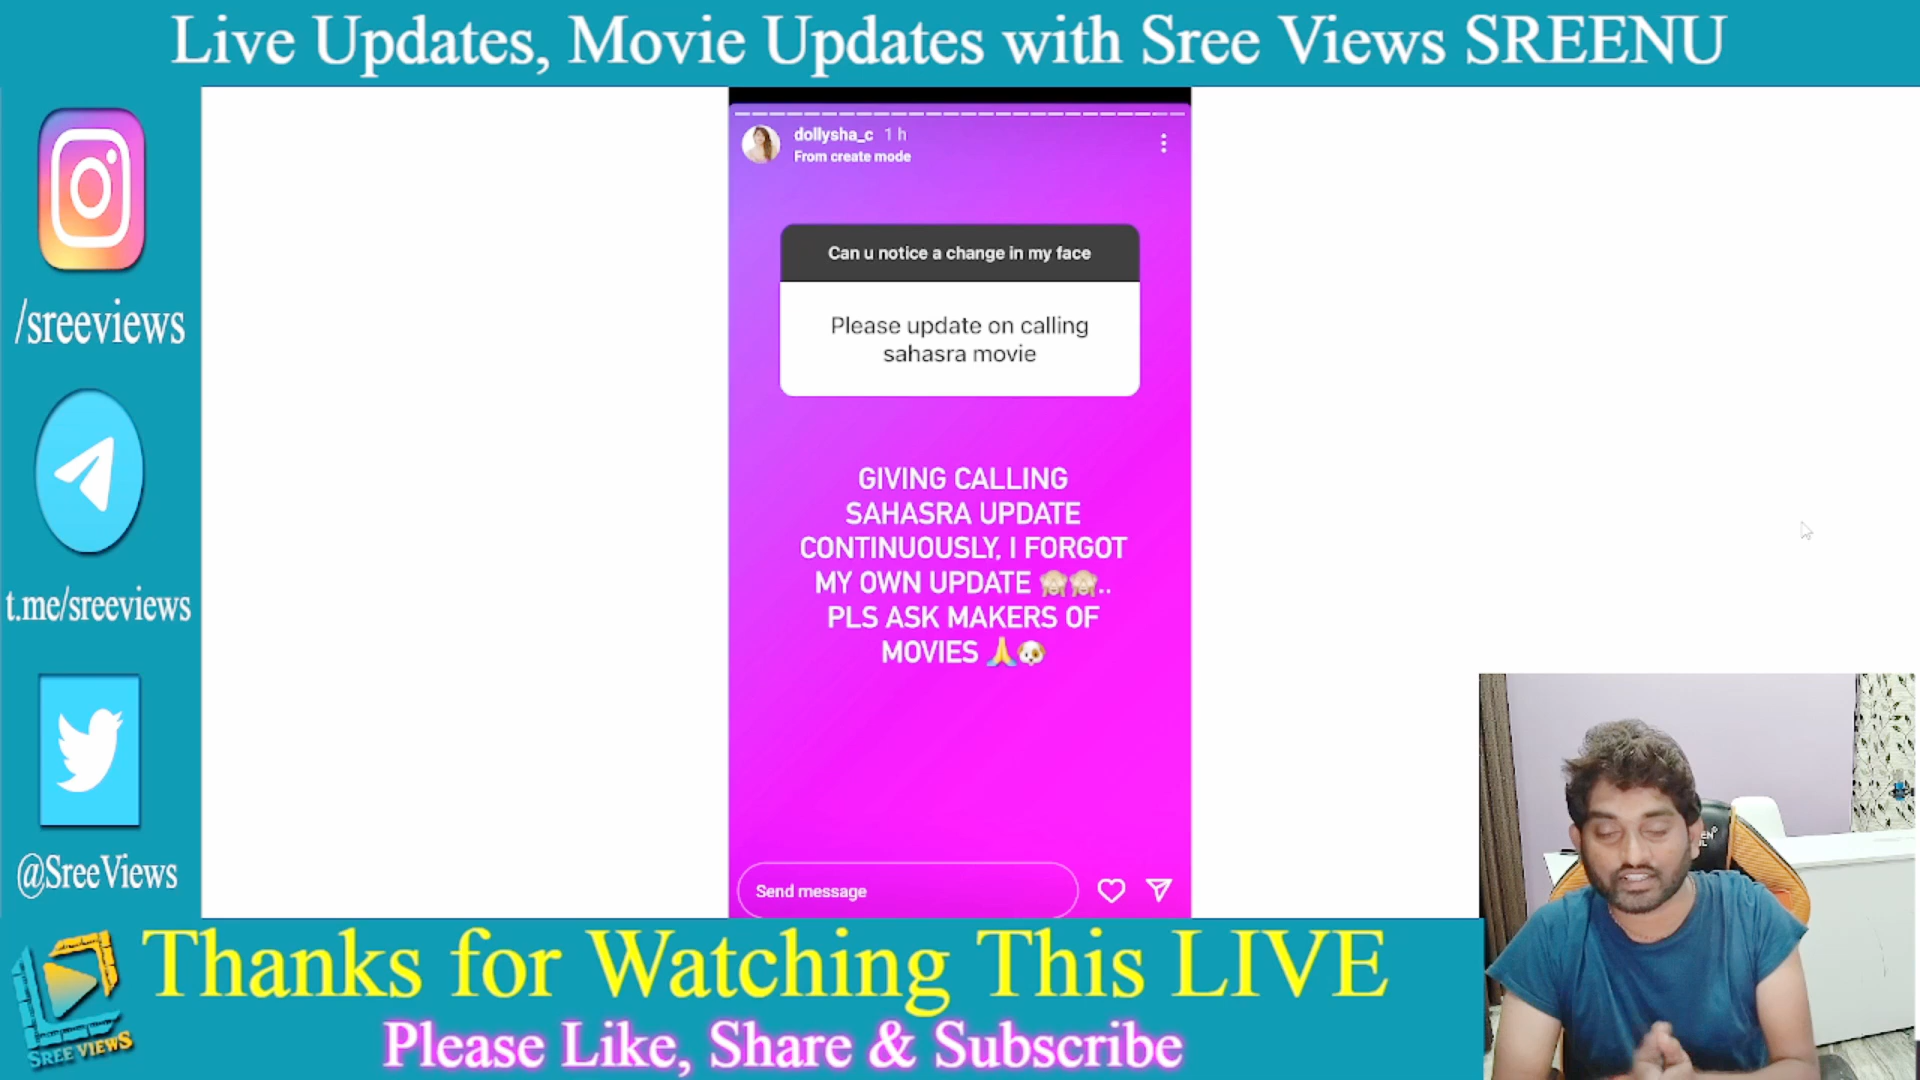 Live Updates, Movie Updates with Sree Views SREENU
dollysha_c 1 h
From create mode
Can u notice a change in my face
Please update on calling
sahasra movie
GIVING CALLING
SAHASRA UPDATE
CONTINUOUSLY, I FORGOT
MY OWN UPDATE 🙈🙈..
PLS ASK MAKERS OF
MOVIES 🙏🐶
Send message
/sreeviews
t.me/sreeviews
@SreeViews
SREE VIEWS
Thanks for Watching This LIVE
Please Like, Share & Subscribe